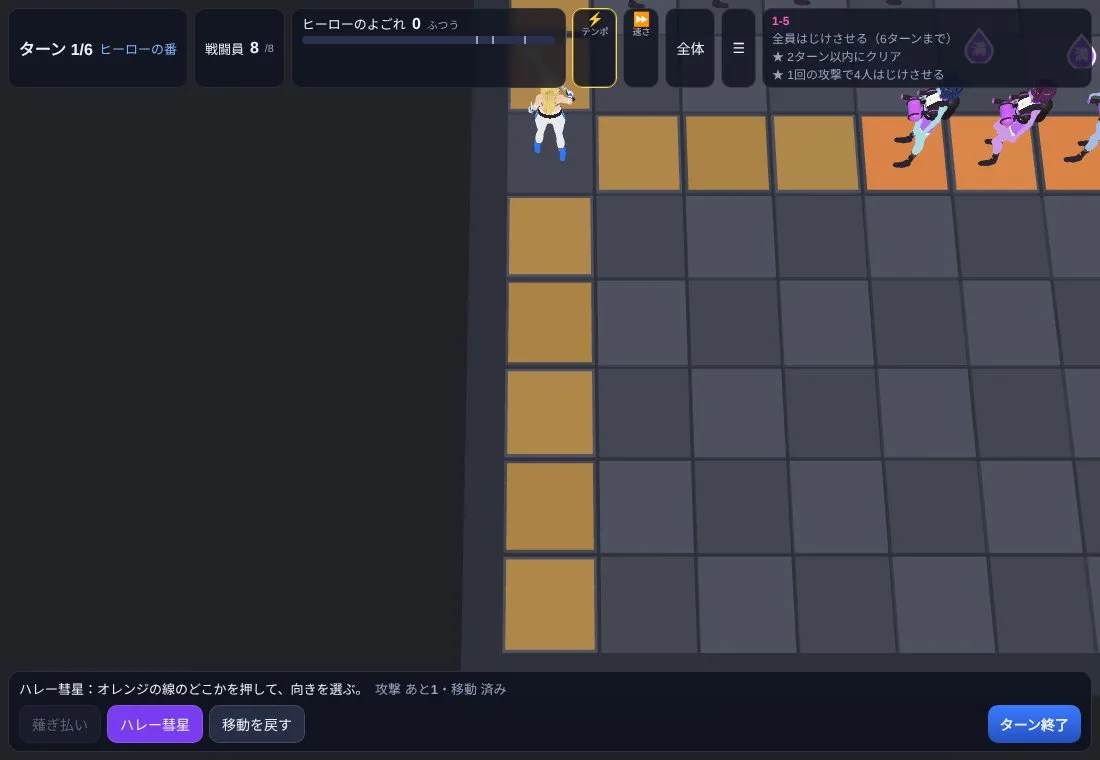 ターン 1/6 ヒーローの番
戦闘員 8 /8
ヒーローのよごれ 0 ふつう
⚡
テンポ
⏩
速さ
全体
☰
1-5
全員はじけさせる（6ターンまで）
★ 2ターン以内にクリア
★ 1回の攻撃で4人はじけさせる
満
満
ハレー彗星：オレンジの線のどこかを押して、向きを選ぶ。 攻撃 あと1・移動 済み
薙ぎ払い
ハレー彗星
移動を戻す
ターン終了